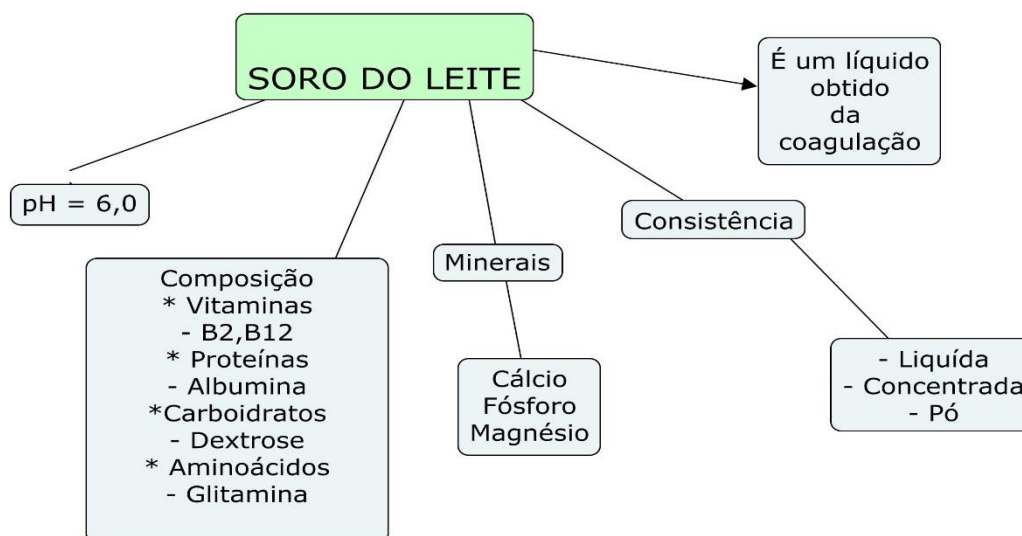 SORO DO LEITE
É um líquido
obtido
da
coagulação
pH = 6,0
Consistência
Minerais
Composição
* Vitaminas
- B2,B12
* Proteínas
- Albumina
*Carboidratos
- Dextrose
* Aminoácidos
- Glitamina
Cálcio
Fósforo
Magnésio
- Liquída
- Concentrada
- Pó